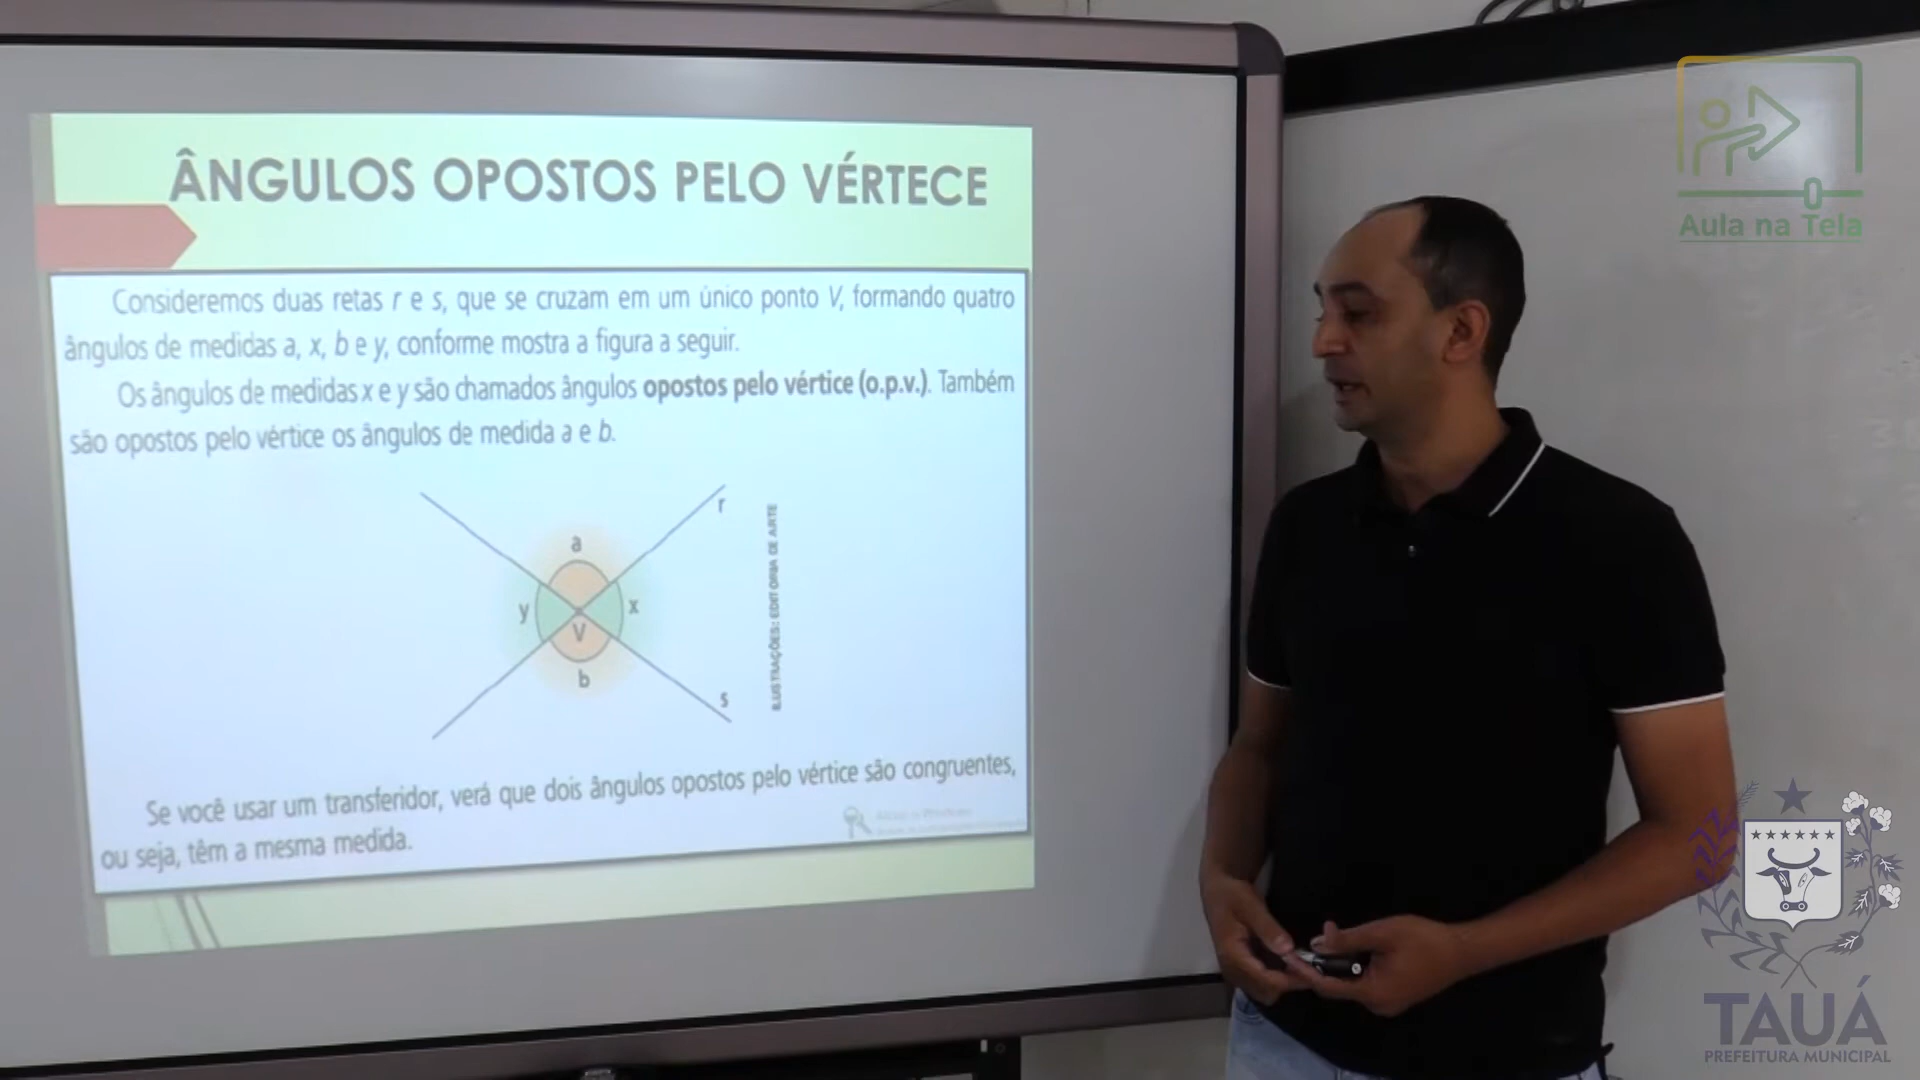 ÂNGULOS OPOSTOS PELO VÉRTECE
Consideremos duas retas r e s, que se cruzam em um único ponto V, formando quatro
ângulos de medidas a, x, b e y, conforme mostra a figura a seguir.
Os ângulos de medidas x e y são chamados ângulos opostos pelo vértice (o.p.v.). Também
são opostos pelo vértice os ângulos de medida a e b.
r
a
y
x
V
b
s
ILUSTRAÇÕES: EDITORIA DE ARTE
Se você usar um transferidor, verá que dois ângulos opostos pelo vértice são congruentes,
ou seja, têm a mesma medida.
Aula na Tela
TAUÁ
PREFEITURA MUNICIPAL